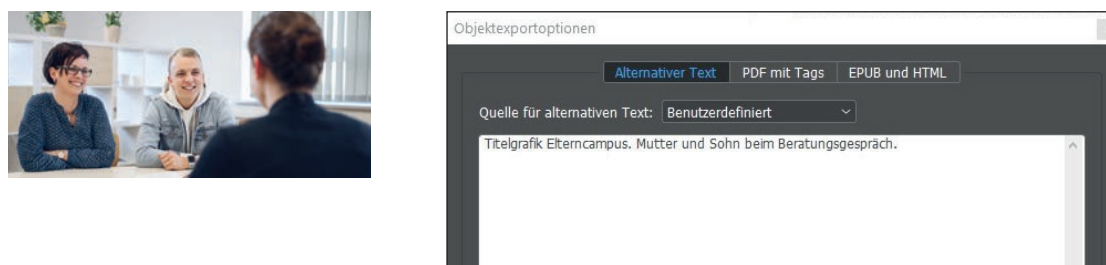 Objektexportoptionen
Alternativer Text PDF mit Tags EPUB und HTML
Quelle für alternativen Text: Benutzerdefiniert
Titelgrafik Elterncampus. Mutter und Sohn beim Beratungsgespräch.